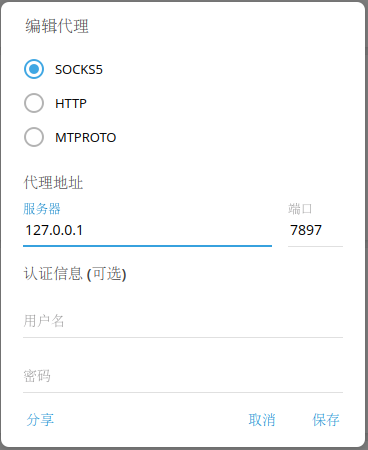 编辑代理
SOCKS5
HTTP
MTPROTO
代理地址
服务器 端口
127.0.0.1 7897
认证信息 (可选)
用户名
密码
分享 取消 保存